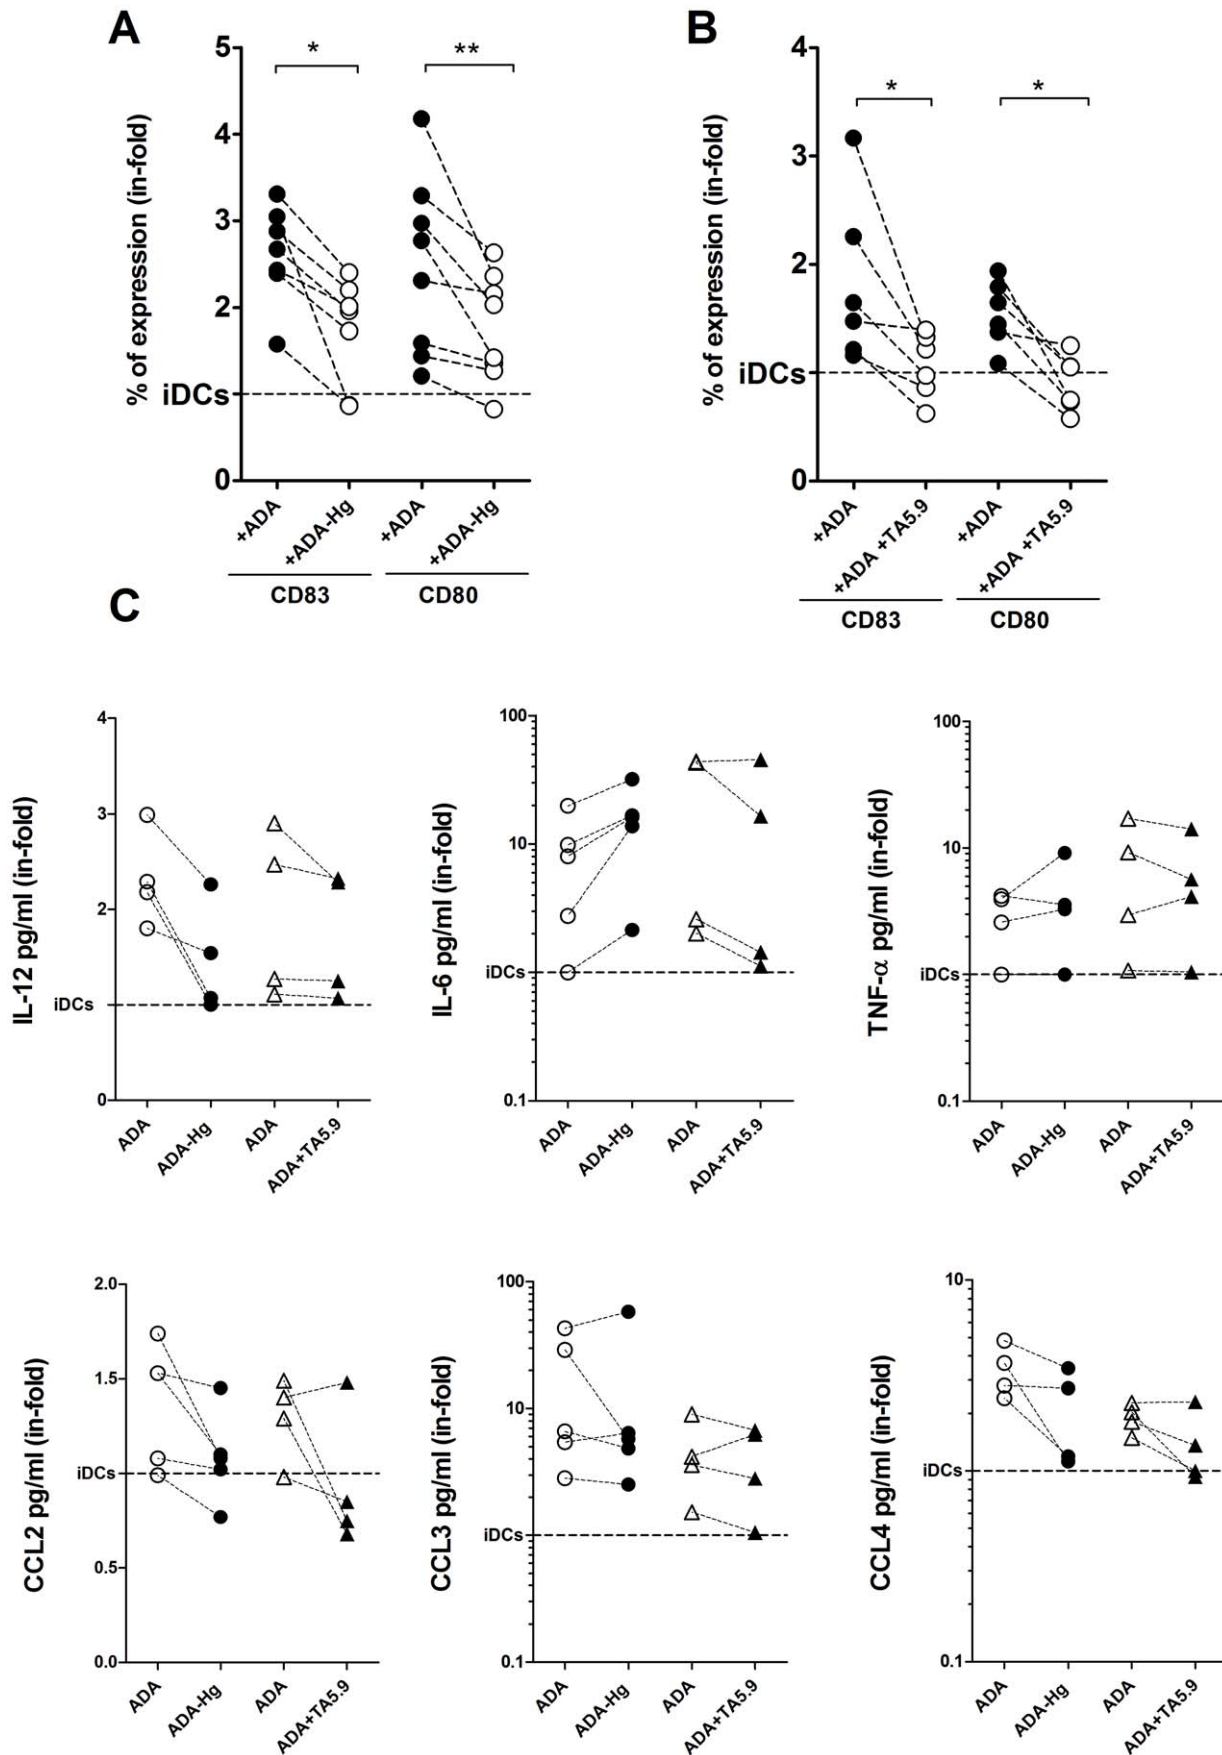 A
% of expression (in-fold)
5
4
3
2
iDCs
0
*
**
+ADA
+ADA-Hg
+ADA
+ADA-Hg
CD83
CD80
B
% of expression (in-fold)
4
3
2
iDCs
0
*
*
+ADA
+ADA +TA5.9
+ADA
+ADA +TA5.9
CD83
CD80
C
IL-12 pg/ml (in-fold)
4
3
2
iDCs
0
ADA
ADA-Hg
ADA
ADA+TA5.9
IL-6 pg/ml (in-fold)
100
10
iDCs
0.1
ADA
ADA-Hg
ADA
ADA+TA5.9
TNF-α pg/ml (in-fold)
100
10
iDCs
0.1
ADA
ADA-Hg
ADA
ADA+TA5.9
CCL2 pg/ml (in-fold)
2.0
1.5
iDCs
0.5
0.0
ADA
ADA-Hg
ADA
ADA+TA5.9
CCL3 pg/ml (in-fold)
100
10
iDCs
0.1
ADA
ADA-Hg
ADA
ADA+TA5.9
CCL4 pg/ml (in-fold)
10
iDCs
0.1
ADA
ADA-Hg
ADA
ADA+TA5.9